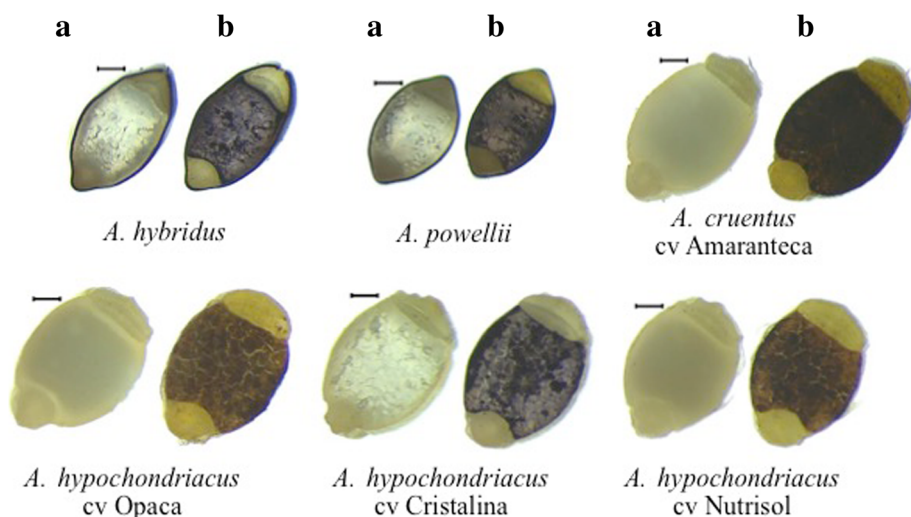 a b a b a b
A. hybridus
A. powellii
A. cruentus
cv Amaranteca
A. hypochondriacus
cv Opaca
A. hypochondriacus
cv Cristalina
A. hypochondriacus
cv Nutrisol